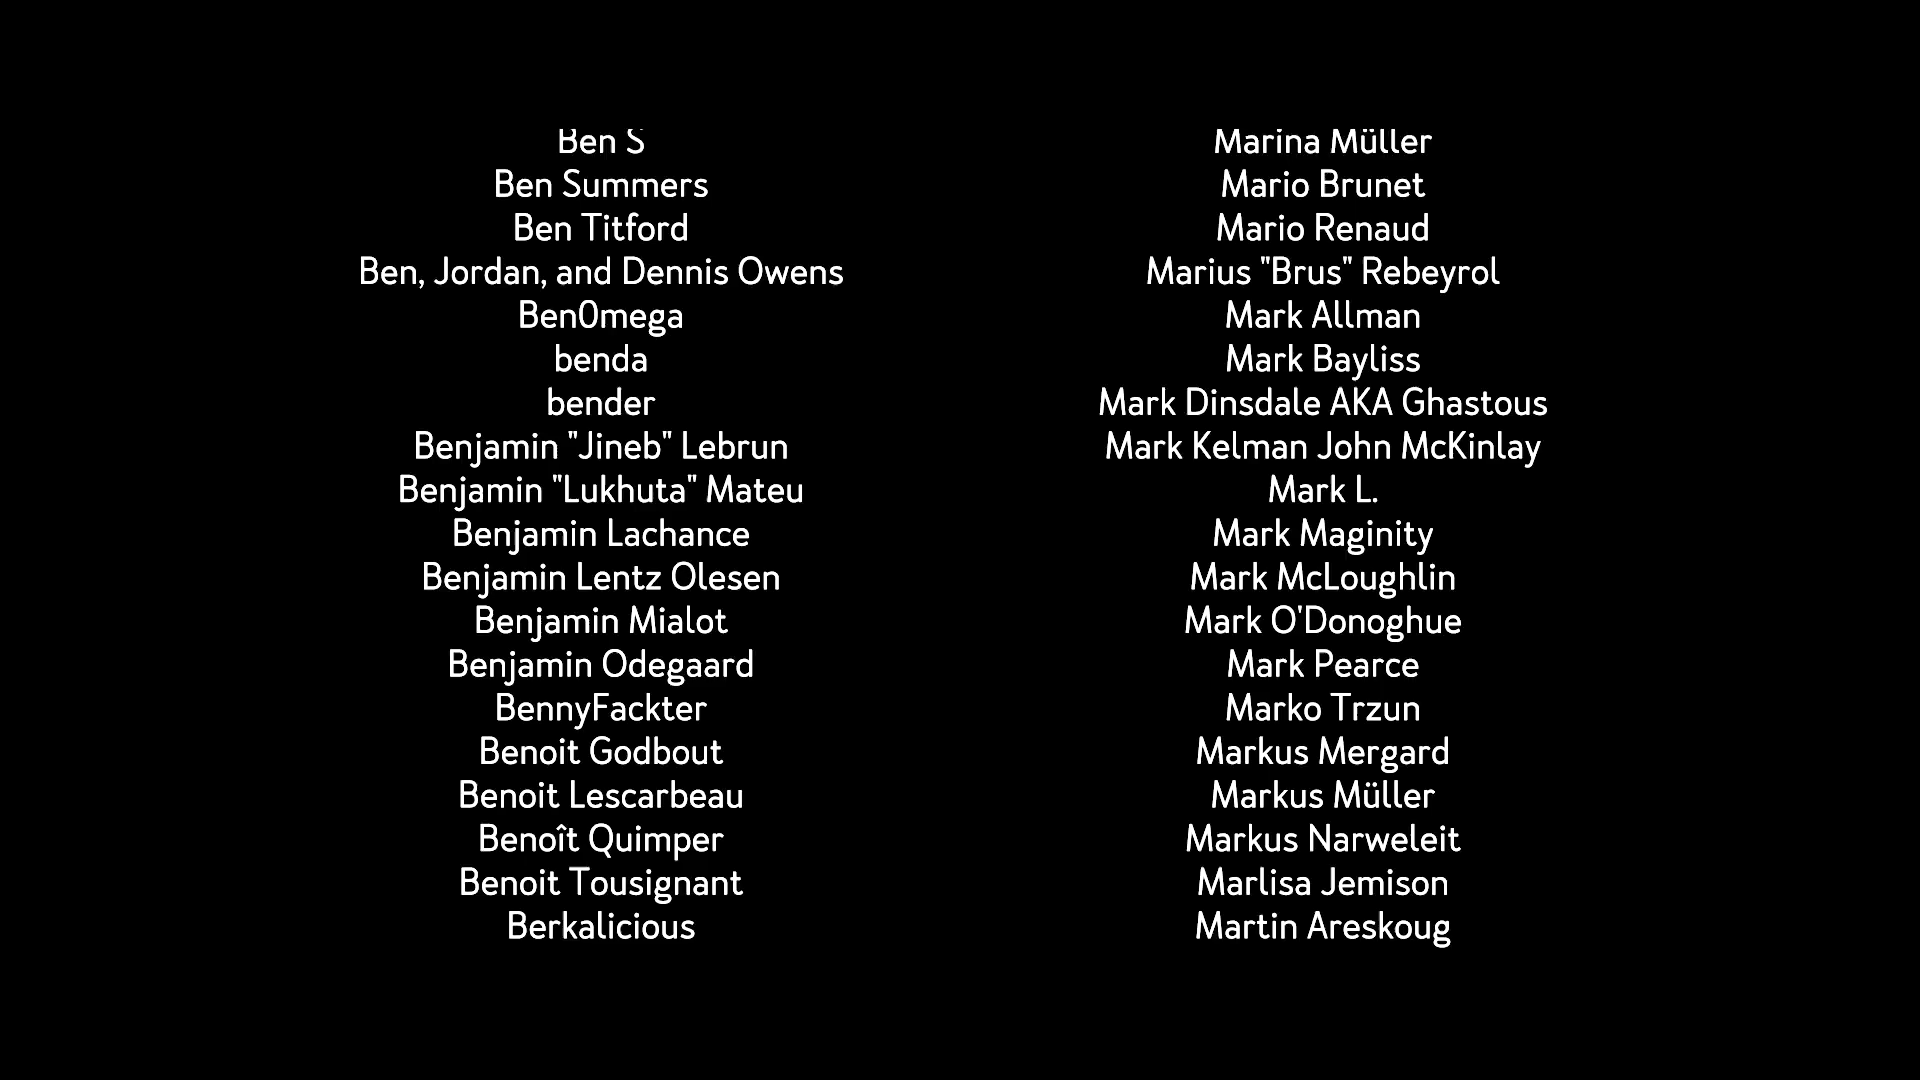 Ben S
Ben Summers
Ben Titford
Ben, Jordan, and Dennis Owens
Ben0mega
benda
bender
Benjamin "Jineb" Lebrun
Benjamin "Lukhuta" Mateu
Benjamin Lachance
Benjamin Lentz Olesen
Benjamin Mialot
Benjamin Odegaard
BennyFackter
Benoit Godbout
Benoit Lescarbeau
Benoît Quimper
Benoit Tousignant
Berkalicious
Marina Müller
Mario Brunet
Mario Renaud
Marius "Brus" Rebeyrol
Mark Allman
Mark Bayliss
Mark Dinsdale AKA Ghastous
Mark Kelman John McKinlay
Mark L.
Mark Maginity
Mark McLoughlin
Mark O'Donoghue
Mark Pearce
Marko Trzun
Markus Mergard
Markus Müller
Markus Narweleit
Marlisa Jemison
Martin Areskoug